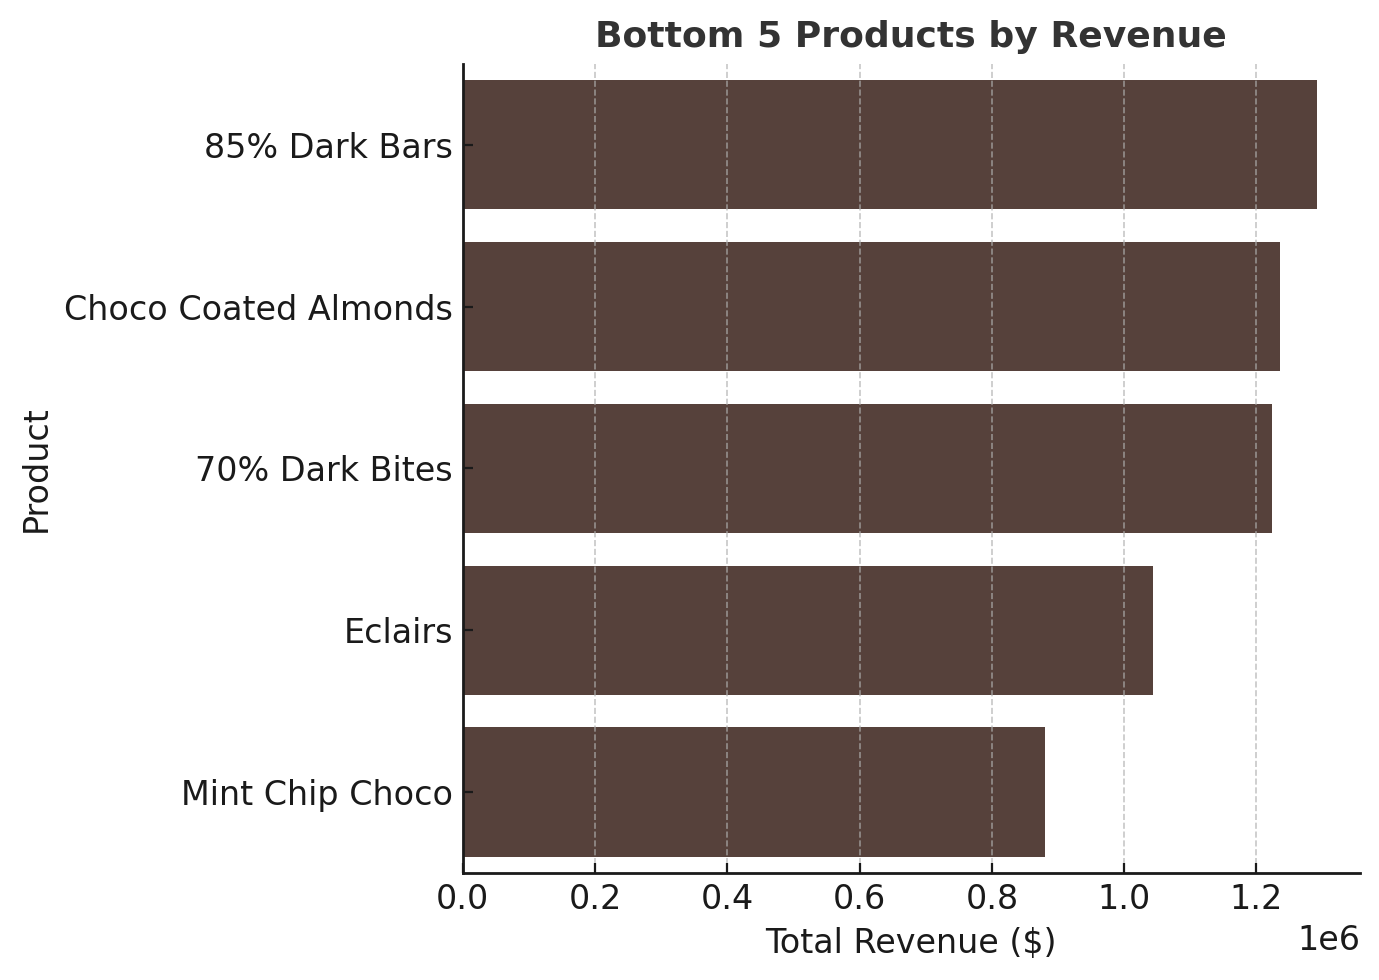 Bottom 5 Products by Revenue
85% Dark Bars
Choco Coated Almonds
70% Dark Bites
Eclairs
Mint Chip Choco
Product
0.0 0.2 0.4 0.6 0.8 1.0 1.2
1e6
Total Revenue ($)